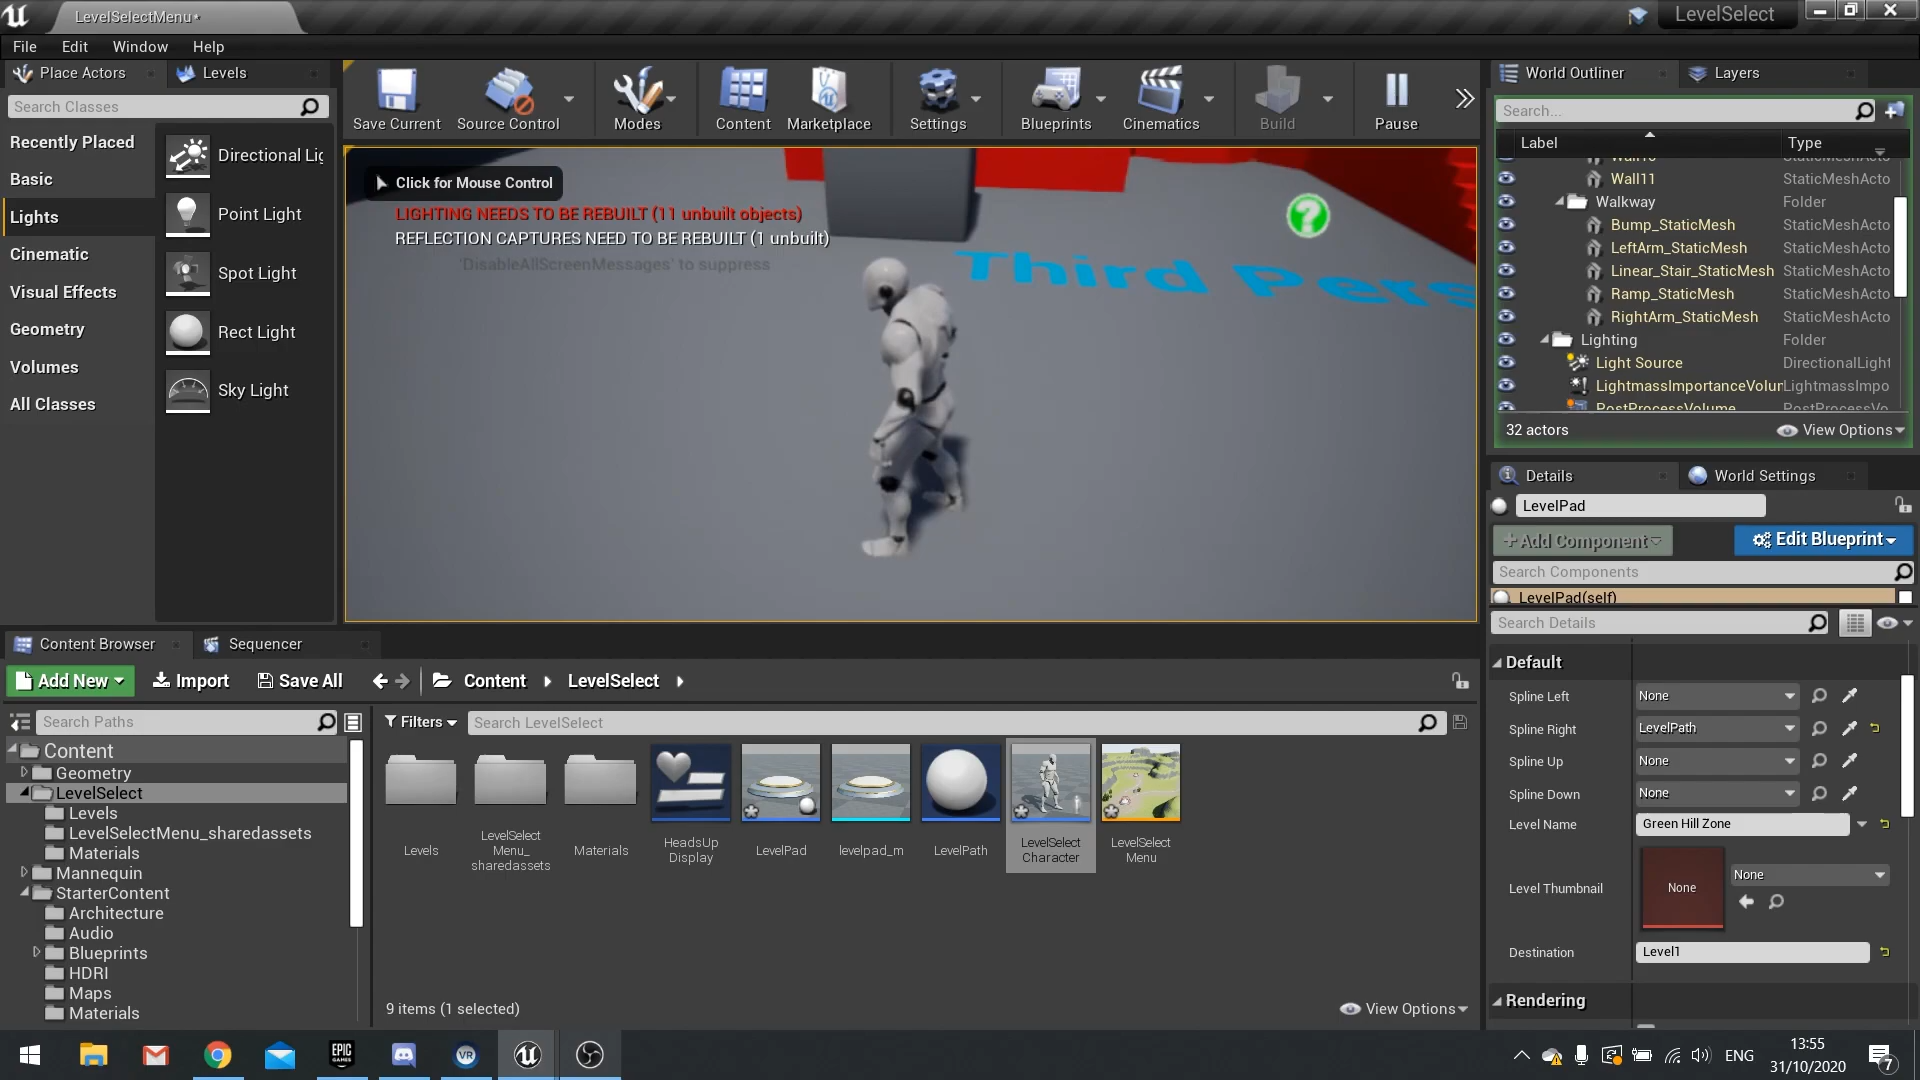 LevelSelectMenu*
LevelSelect
File Edit Window Help
Place Actors
Levels
Search Classes
Recently Placed
Basic
Lights
Cinematic
Visual Effects
Geometry
Volumes
All Classes
Directional Lig
Point Light
Spot Light
Rect Light
Sky Light
Save Current
Source Control
Modes
Content
Marketplace
Settings
Blueprints
Cinematics
Build
Pause
Click for Mouse Control
LIGHTING NEEDS TO BE REBUILT (11 unbuilt objects)
REFLECTION CAPTURES NEED TO BE REBUILT (1 unbuilt)
'DisableAllScreenMessages' to suppress
Third Pers
World Outliner
Layers
Search...
Label Type
Wall11 StaticMeshActo
Walkway Folder
Bump_StaticMesh StaticMeshActo
LeftArm_StaticMesh StaticMeshActo
Linear_Stair_StaticMesh StaticMeshActo
Ramp_StaticMesh StaticMeshActo
RightArm_StaticMesh StaticMeshActo
Lighting Folder
Light Source DirectionalLight
LightmassImportanceVolum LightmassImpo
PostProcessVolume PostProcessVo
32 actors
View Options
Details
World Settings
LevelPad
+Add Component
Edit Blueprint
Search Components
LevelPad(self)
Search Details
Default
Spline Left None
Spline Right LevelPath
Spline Up None
Spline Down None
Level Name Green Hill Zone
Level Thumbnail None None
Destination Level1
Rendering
Content Browser
Sequencer
Add New
Import
Save All
Content
LevelSelect
Search Paths
Filters
Search LevelSelect
Content
Geometry
LevelSelect
Levels
LevelSelectMenu_sharedassets
Materials
Mannequin
StarterContent
Architecture
Audio
Blueprints
HDRI
Maps
Materials
Levels
LevelSelect
Menu_
sharedassets
Materials
HeadsUp
Display
LevelPad
levelpad_m
LevelPath
LevelSelect
Character
LevelSelect
Menu
9 items (1 selected)
View Options
EPIC
GAMES
VR
ENG
13:55
31/10/2020
7